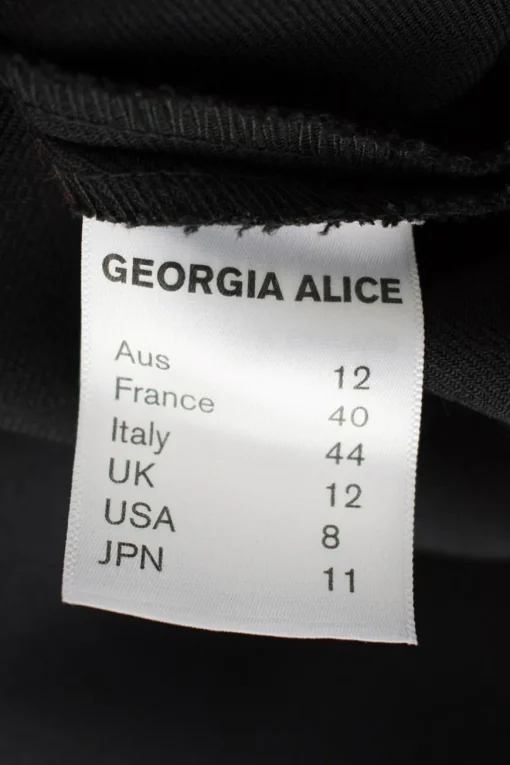 GEORGIA ALICE
Aus 12
France 40
Italy 44
UK 12
USA 8
JPN 11